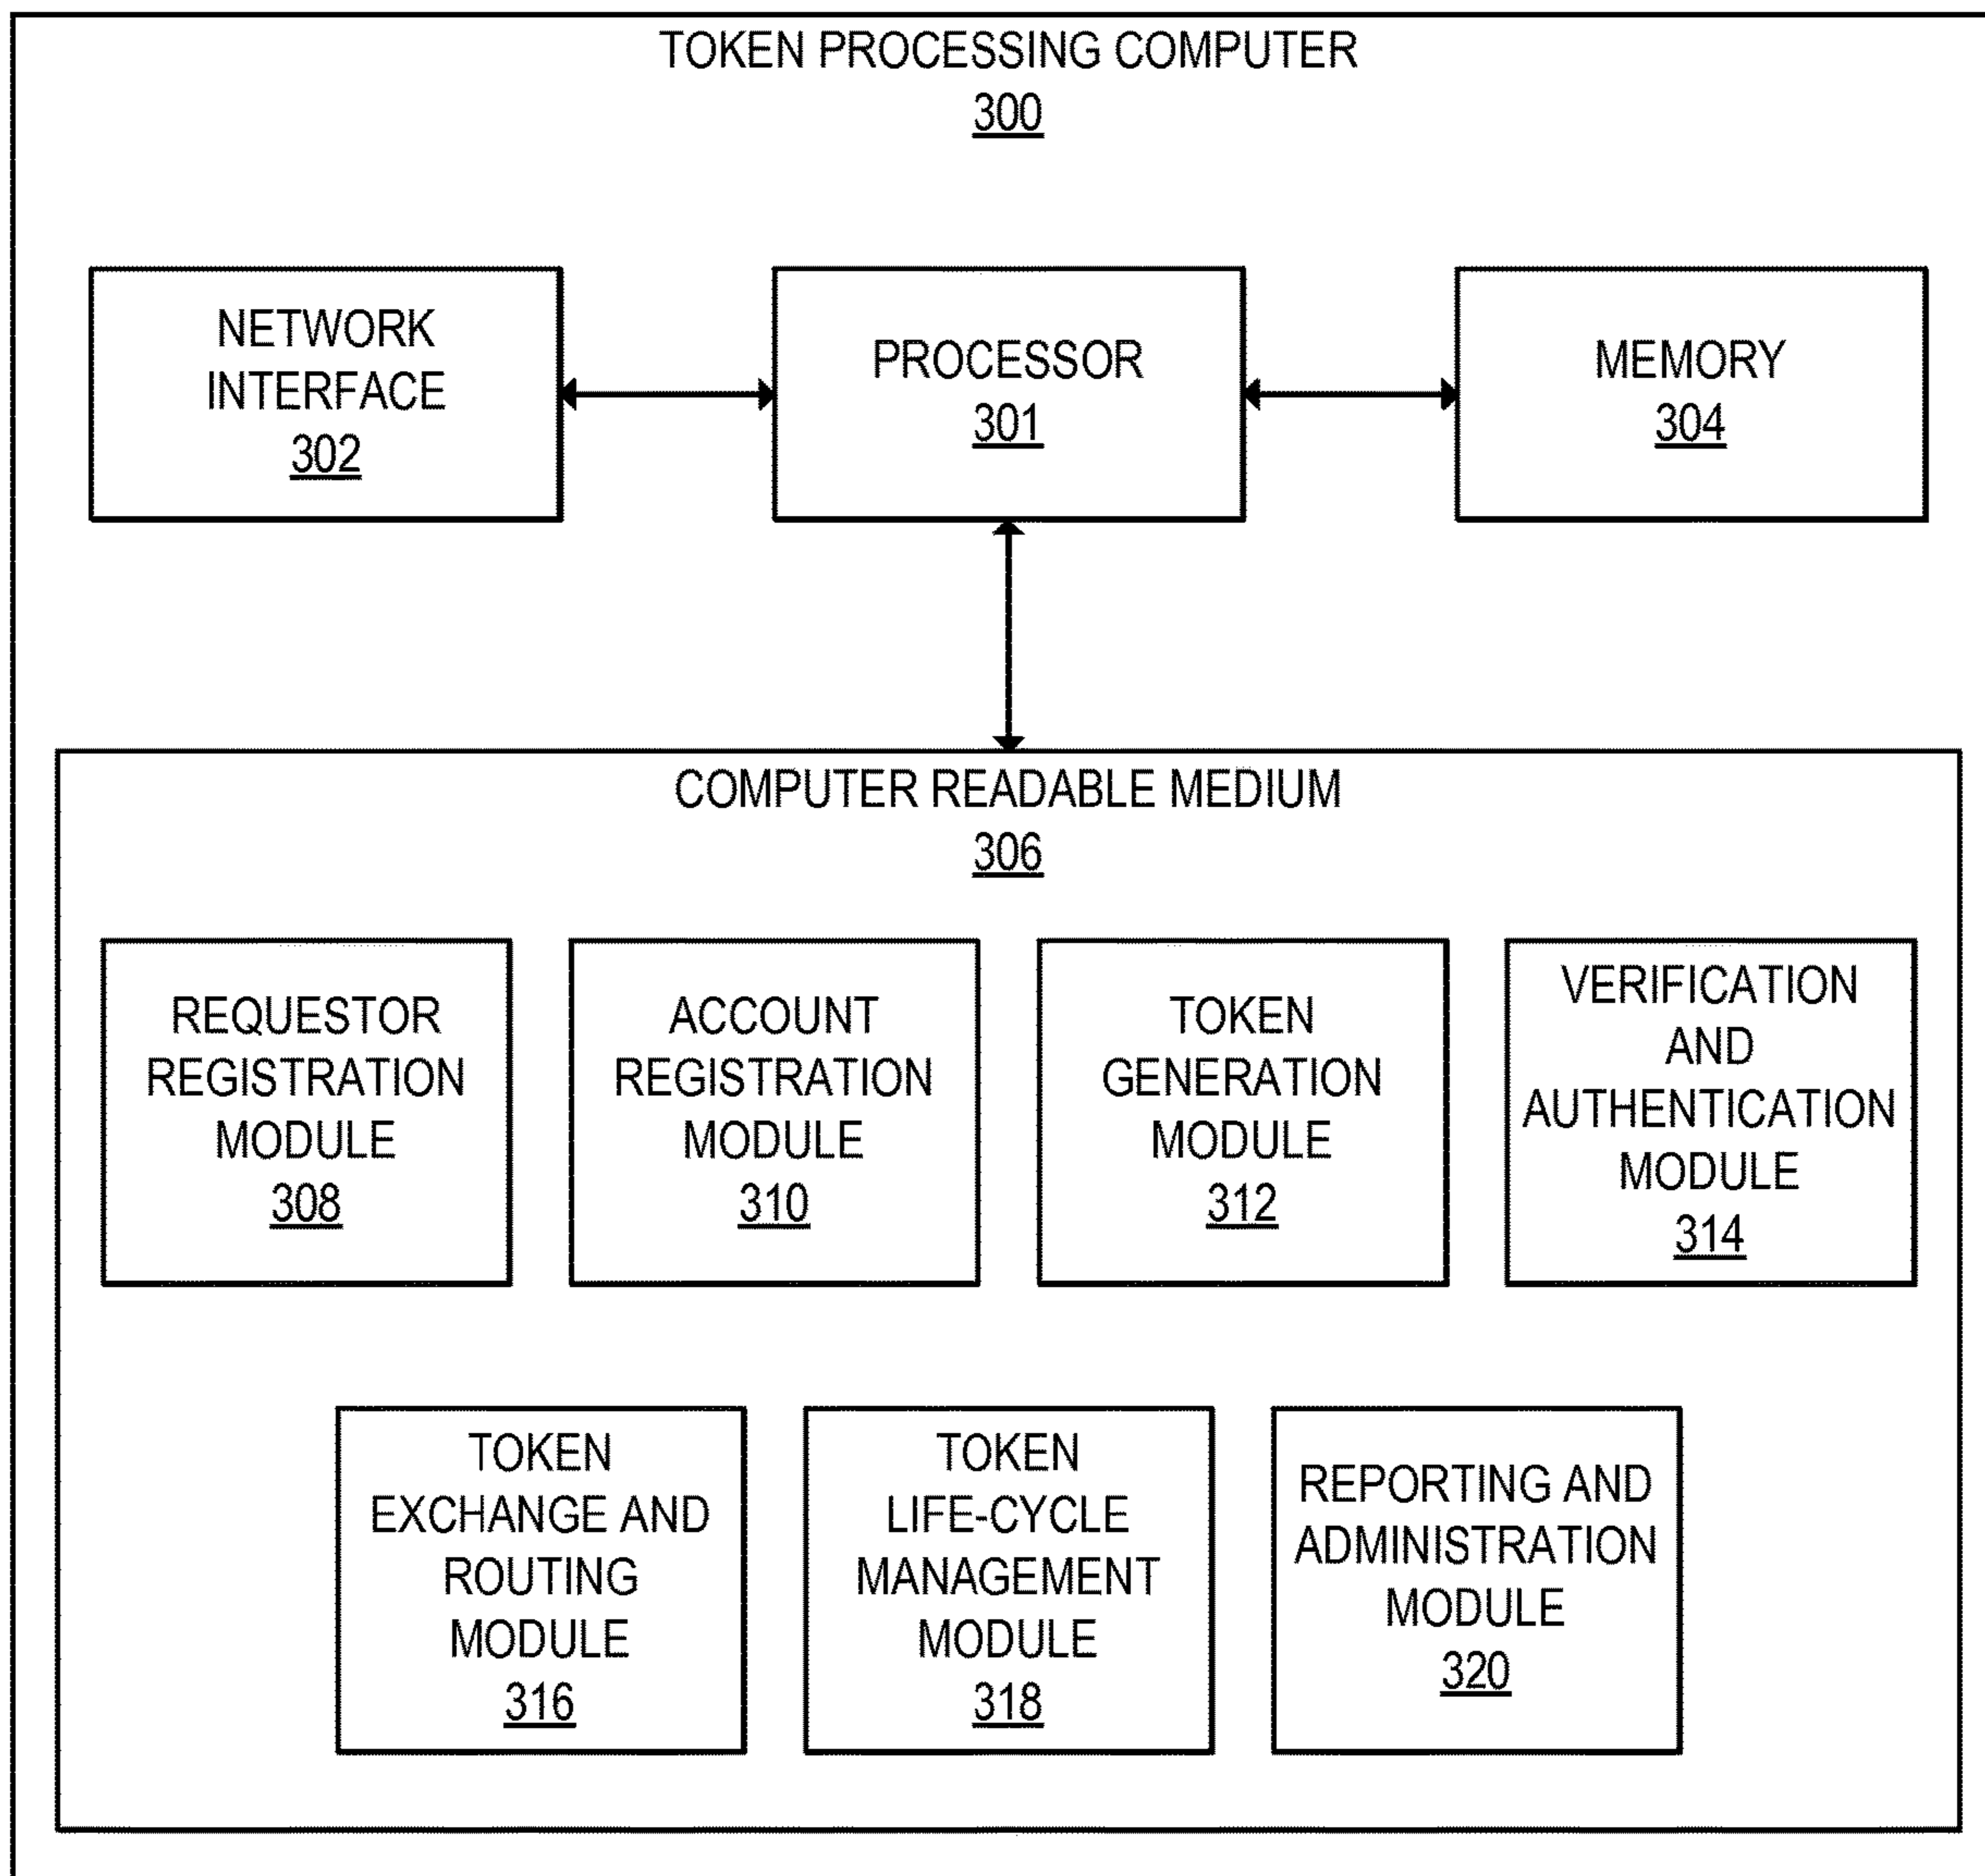 TOKEN PROCESSING COMPUTER
300
NETWORK
INTERFACE
302
PROCESSOR
301
MEMORY
304
COMPUTER READABLE MEDIUM
306
REQUESTOR
REGISTRATION
MODULE
308
ACCOUNT
REGISTRATION
MODULE
310
TOKEN
GENERATION
MODULE
312
VERIFICATION
AND
AUTHENTICATION
MODULE
314
TOKEN
EXCHANGE AND
ROUTING
MODULE
316
TOKEN
LIFE-CYCLE
MANAGEMENT
MODULE
318
REPORTING AND
ADMINISTRATION
MODULE
320